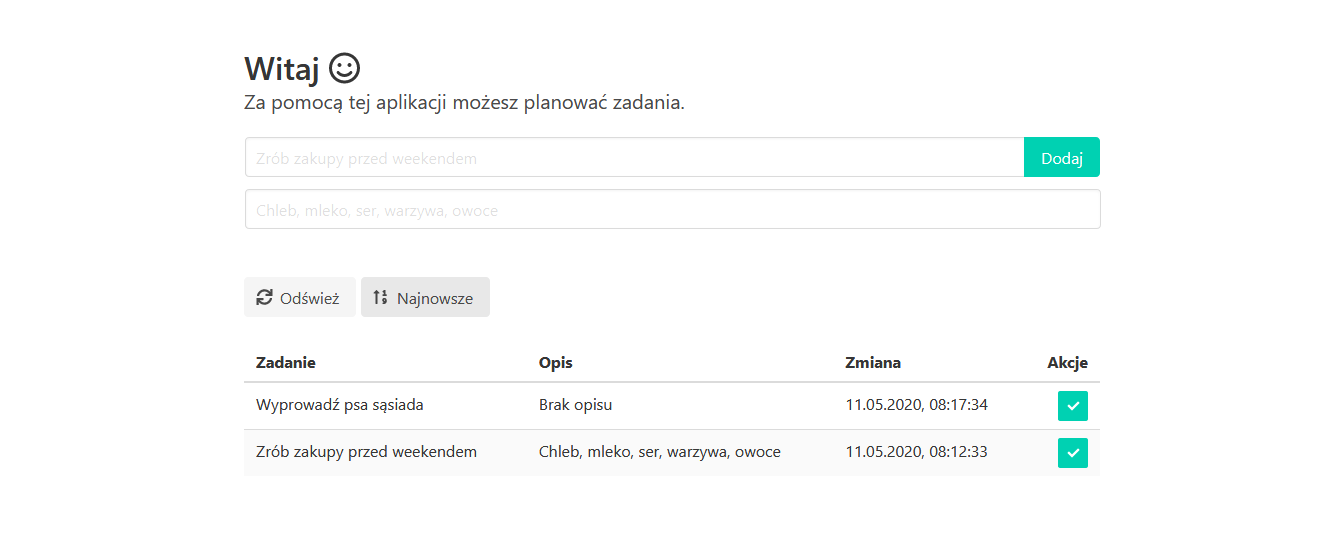 Witaj
Za pomocą tej aplikacji możesz planować zadania.
Zrób zakupy przed weekendem Dodaj
Chleb, mleko, ser, warzywa, owoce
Odśwież Najnowsze
Zadanie Opis Zmiana Akcje
Wyprowadź psa sąsiada Brak opisu 11.05.2020, 08:17:34
Zrób zakupy przed weekendem Chleb, mleko, ser, warzywa, owoce 11.05.2020, 08:12:33